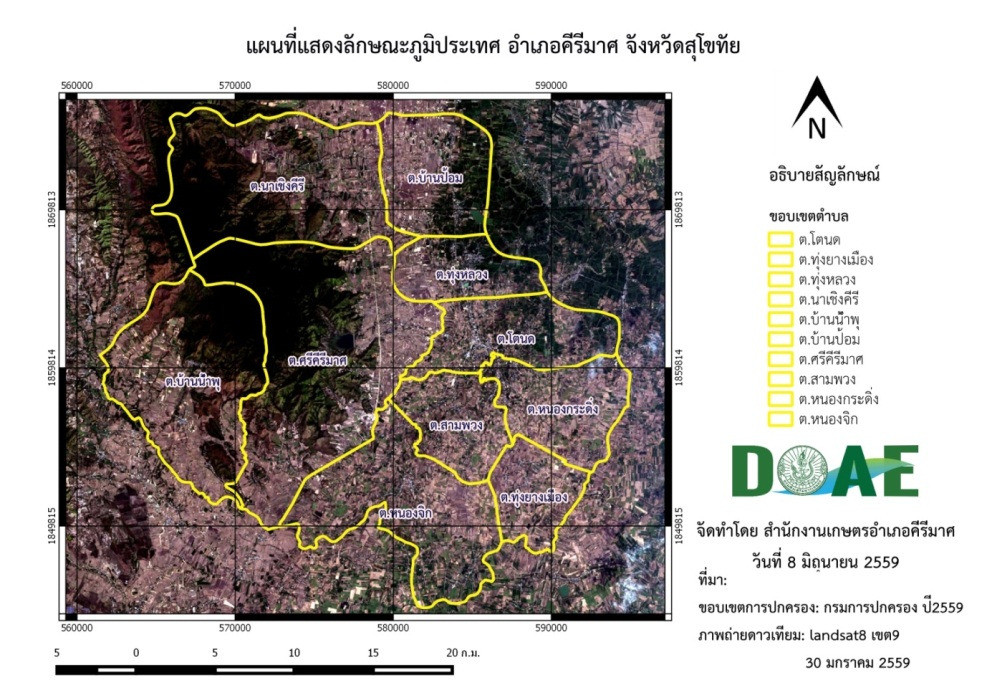 แผนที่แสดงลักษณะภูมิประเทศ อำเภอคีรีมาศ จังหวัดสุโขทัย
560000 570000 580000 590000
N
1869813 1869813
1859814 1859814
1849815 1849815
ต.นาเชิงคีรี
ต.บ้านป้อม
ต.ทุ่งหลวง
ต.โตนด
ต.ศรีคีรีมาศ
ต.บ้านน้ำพุ
ต.หนองกระดิ่ง
ต.สามพวง
ต.ทุ่งยางเมือง
ต.หนองจิก
560000 570000 580000 590000
5 0 5 10 15 20 ก.ม.
อธิบายสัญลักษณ์
ขอบเขตตำบล
ต.โตนด
ต.ทุ่งยางเมือง
ต.ทุ่งหลวง
ต.นาเชิงคีรี
ต.บ้านน้ำพุ
ต.บ้านป้อม
ต.ศรีคีรีมาศ
ต.สามพวง
ต.หนองกระดิ่ง
ต.หนองจิก
DOAE
จัดทำโดย สำนักงานเกษตรอำเภอคีรีมาศ
วันที่ 8 มิถุนายน 2559
ที่มา:
ขอบเขตการปกครอง: กรมการปกครอง ปี2559
ภาพถ่ายดาวเทียม: landsat8 เขต9
30 มกราคม 2559